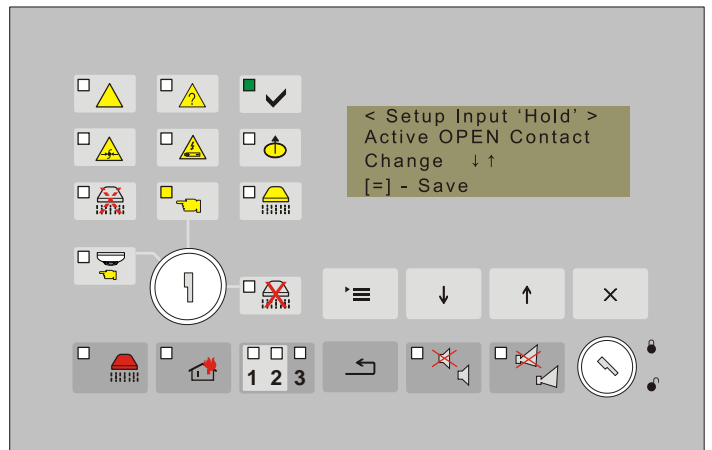 < Setup Input ‘Hold’ >
Active OPEN Contact
Change ↓↑
[=] - Save
1 2 3